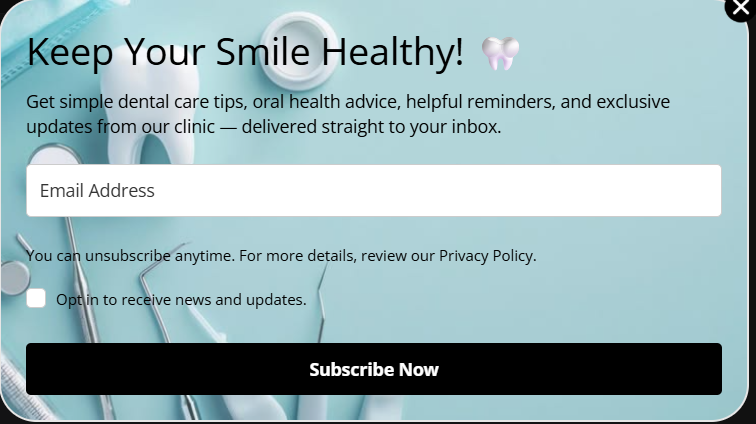 Keep Your Smile Healthy! 🦷
Get simple dental care tips, oral health advice, helpful reminders, and exclusive
updates from our clinic — delivered straight to your inbox.
Email Address
You can unsubscribe anytime. For more details, review our Privacy Policy.
Opt in to receive news and updates.
Subscribe Now